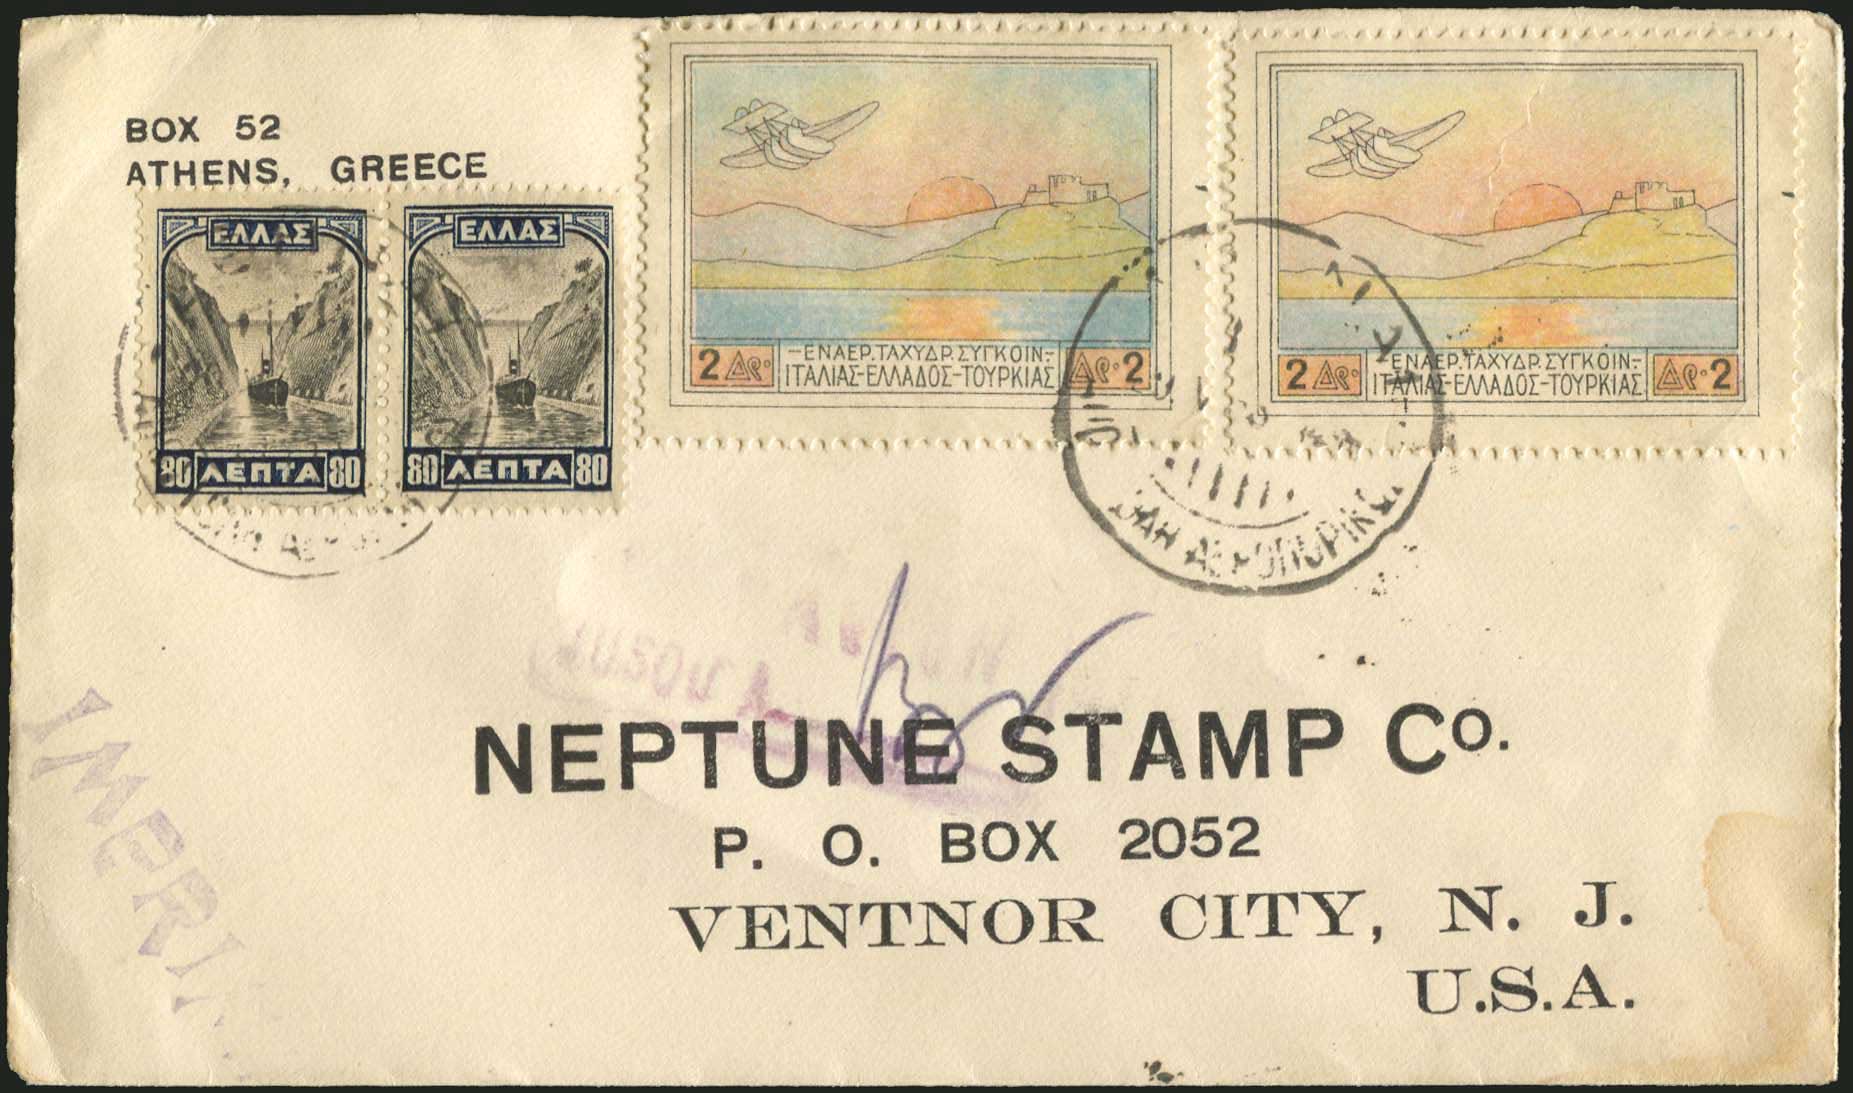 BOX 52
ATHENS, GREECE
ΕΛΛΑΣ
80 ΛΕΠΤΑ 80
ΕΛΛΑΣ
80 ΛΕΠΤΑ 80
2 Δρ. -ΕΝΑΕΡ.ΤΑΧΥΔΡ.ΣΥΓΚΟΙΝ:- Δρ. 2
ΙΤΑΛΙΑΣ-ΕΛΛΑΔΟΣ-ΤΟΥΡΚΙΑΣ
2 Δρ. -ΕΝΑΕΡ.ΤΑΧΥΔΡ.ΣΥΓΚΟΙΝ:- Δρ. 2
ΙΤΑΛΙΑΣ-ΕΛΛΑΔΟΣ-ΤΟΥΡΚΙΑΣ
NEPTUNE STAMP Co.
P. O. BOX 2052
VENTNOR CITY, N. J.
U.S.A.
IMPRI